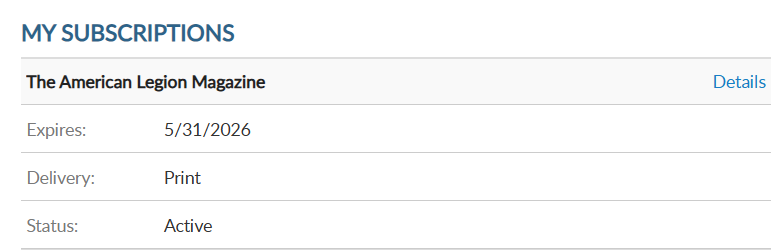 MY SUBSCRIPTIONS
The American Legion Magazine Details
Expires: 5/31/2026
Delivery: Print
Status: Active